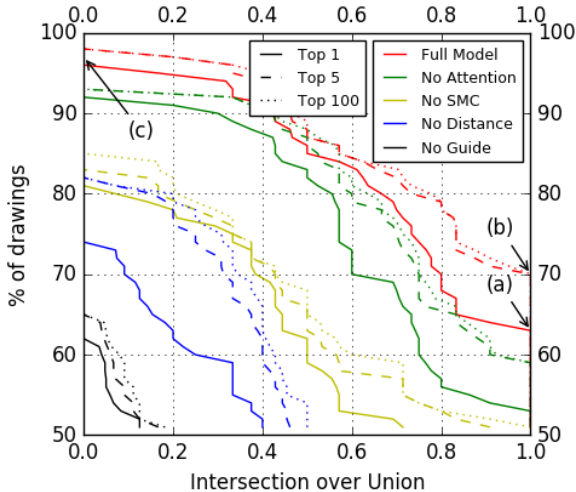 0.0 0.2 0.4 0.6 0.8 1.0
100 100
Top 1 Full Model
Top 5 No Attention
Top 100 No SMC
No Distance
No Guide
90 90
(c)
80 80
(b)
70 70
(a)
60 60
50 50
0.0 0.2 0.4 0.6 0.8 1.0
% of drawings
Intersection over Union